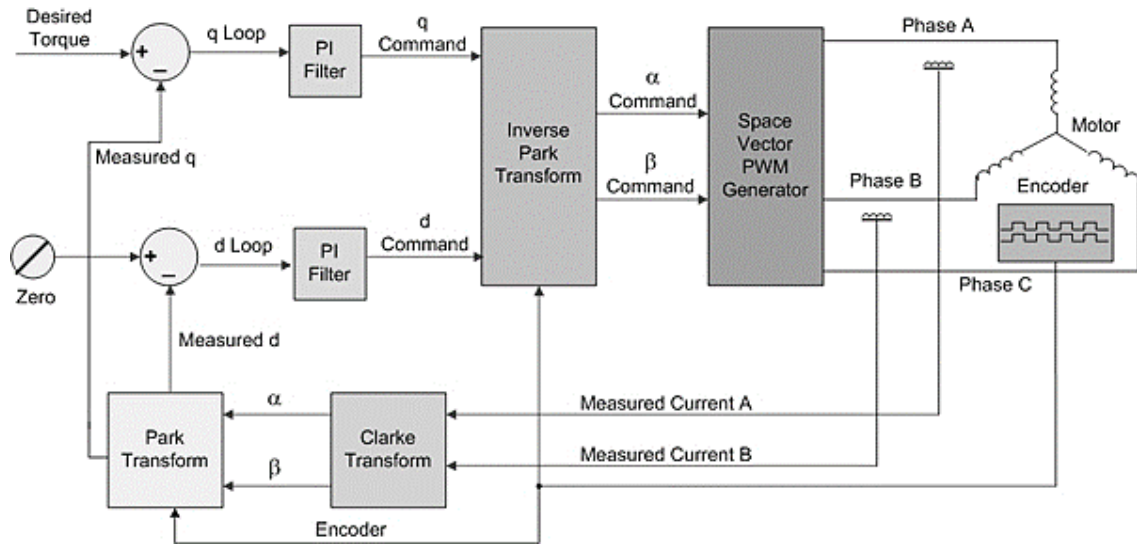 Desired
Torque
+
−
q Loop
PI
Filter
q
Command
Inverse
Park
Transform
α
Command
β
Command
Space
Vector
PWM
Generator
Phase A
Motor
Phase B
Encoder
Phase C
Measured q
Zero
+
−
d Loop
PI
Filter
d
Command
Measured d
Park
Transform
α
β
Clarke
Transform
Measured Current A
Measured Current B
Encoder